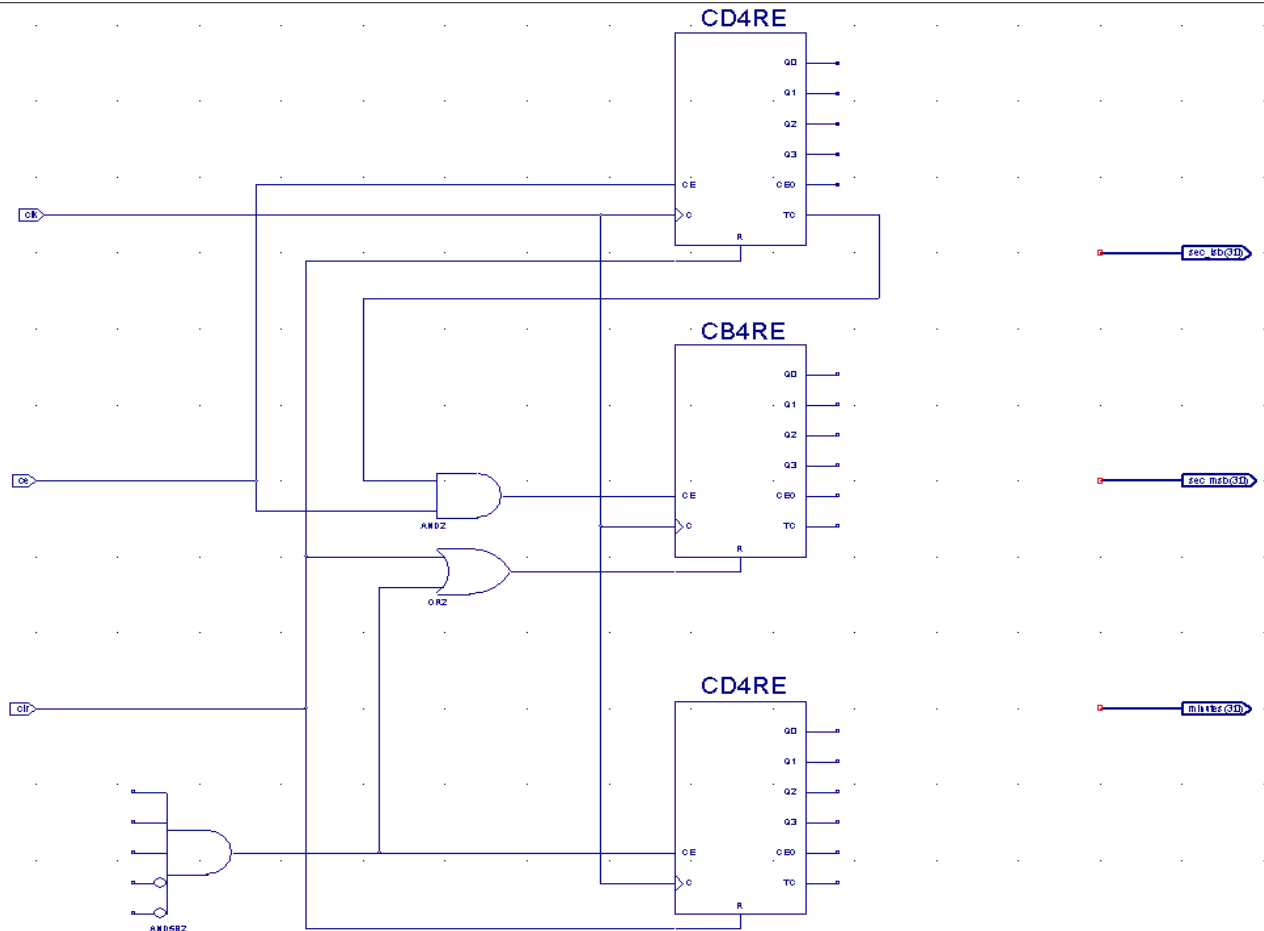 CD4RE
Q0
Q1
Q2
Q3
CE
CEO
clk
C
TC
R
sec_lsb(3:0)
CB4RE
Q0
Q1
Q2
Q3
ce
sec_msb(3:0)
CE
CEO
AND2
C
TC
R
OR2
CD4RE
clr
minutes(3:0)
Q0
Q1
Q2
Q3
CE
CEO
C
TC
R
AND5B2